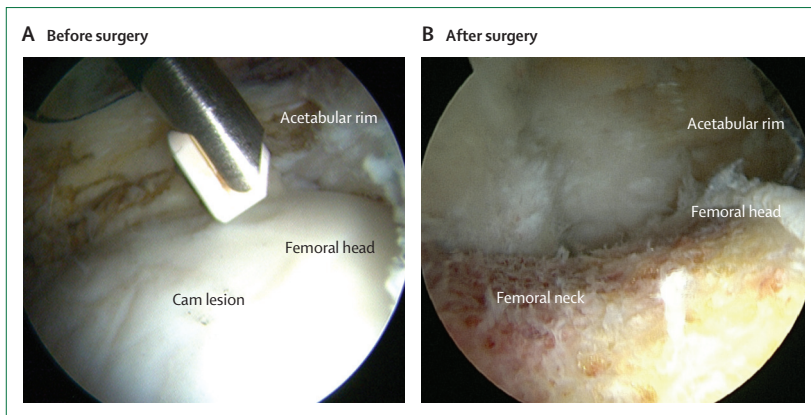 A Before surgery
B After surgery
Acetabular rim
Femoral head
Cam lesion
Acetabular rim
Femoral head
Femoral neck